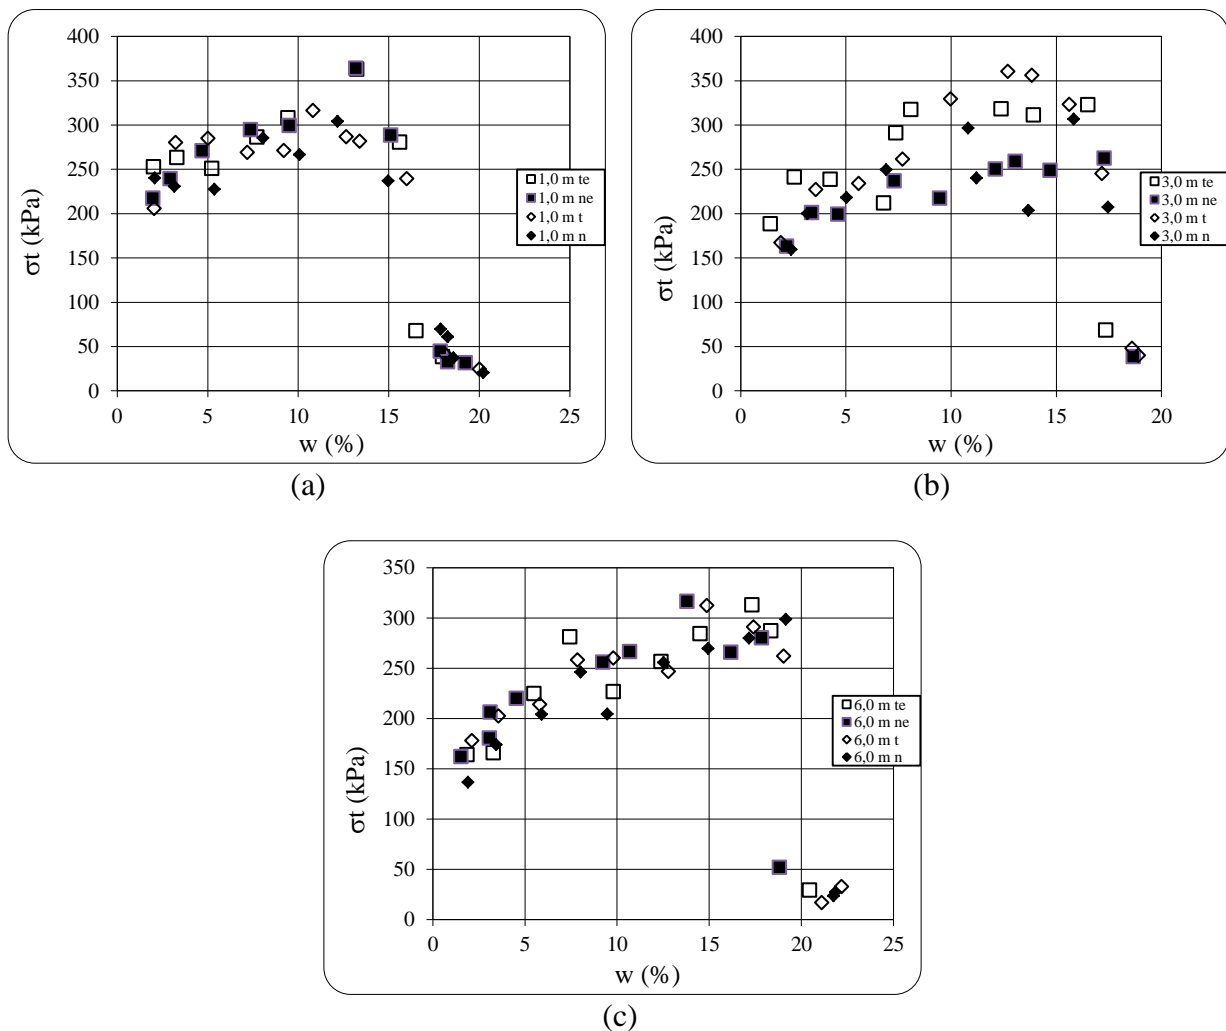 400
350
300
250
200
150
100
50
0
σt (kPa)
0 5 10 15 20 25
w (%)
1,0 m te
1,0 m ne
1,0 m t
1,0 m n
(a)
400
350
300
250
200
150
100
50
0
σt (kPa)
0 5 10 15 20
w (%)
3,0 m te
3,0 m ne
3,0 m t
3,0 m n
(b)
350
300
250
200
150
100
50
0
σt (kPa)
0 5 10 15 20 25
w (%)
6,0 m te
6,0 m ne
6,0 m t
6,0 m n
(c)